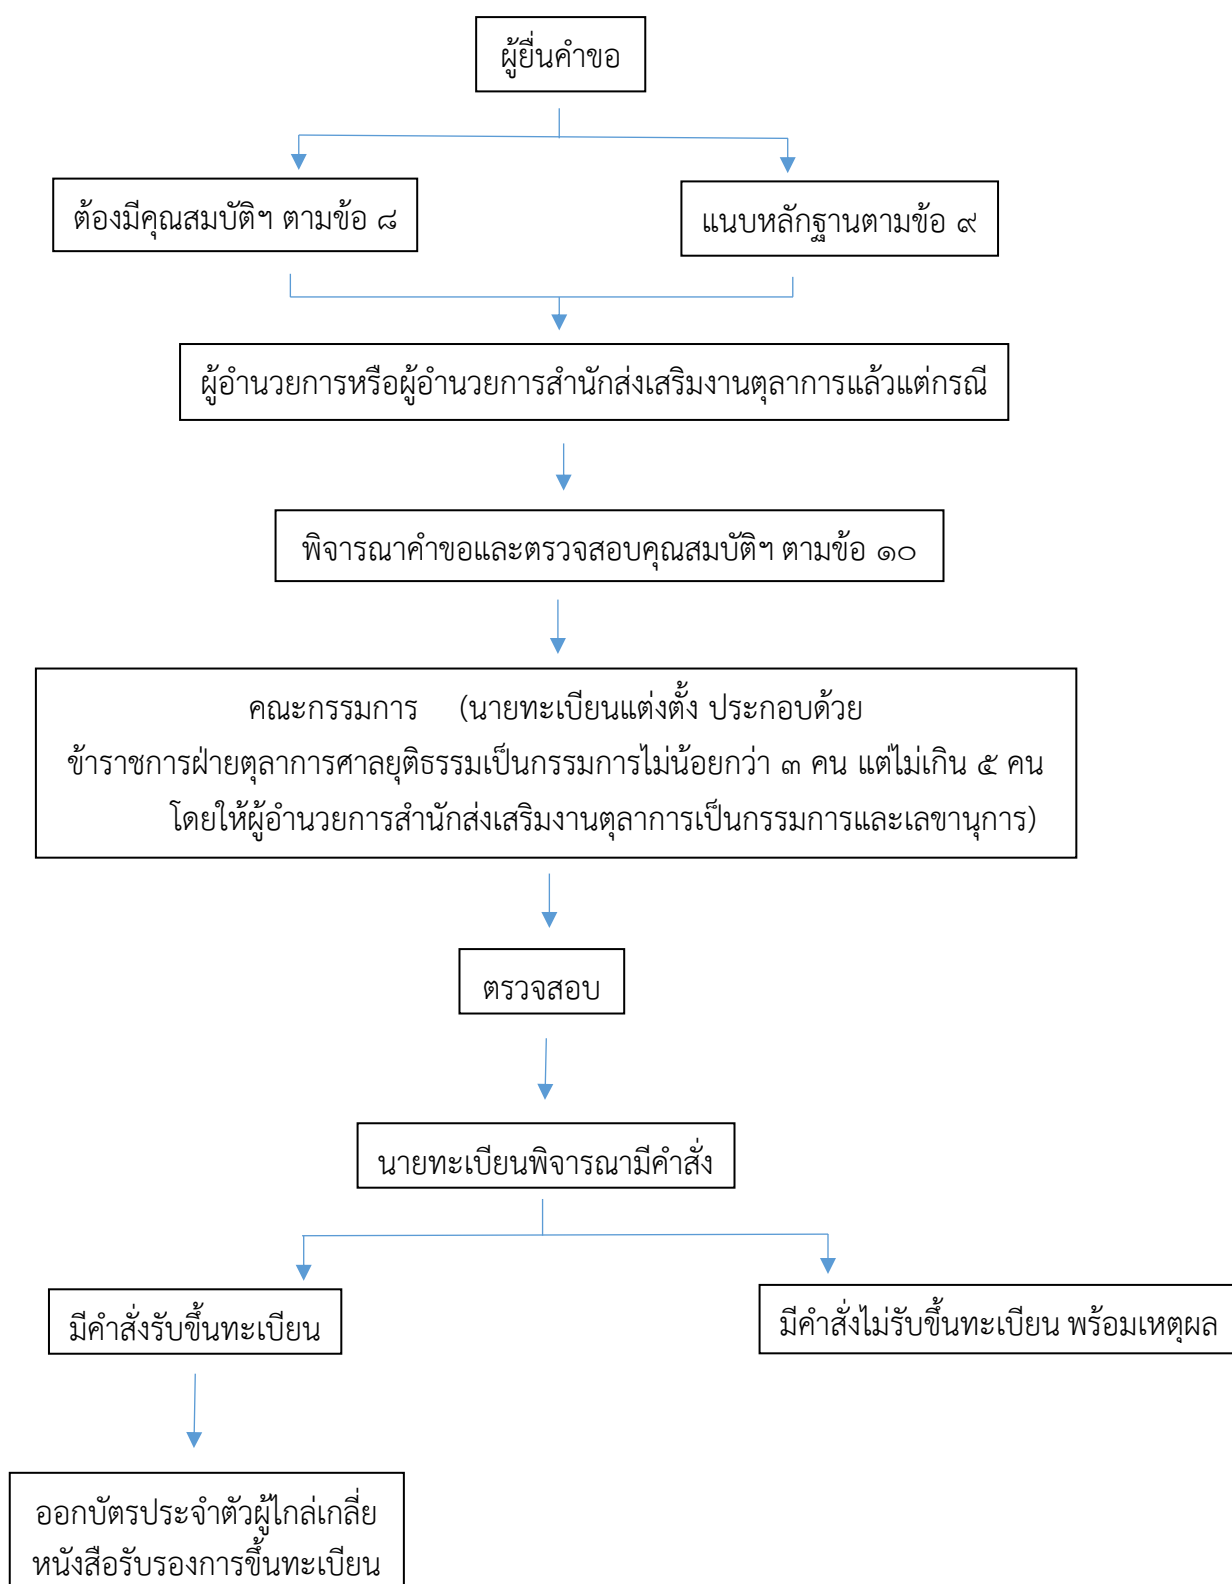 ผู้ยื่นคำขอ
ต้องมีคุณสมบัติฯ ตามข้อ ๘
แนบหลักฐานตามข้อ ๙
ผู้อำนวยการหรือผู้อำนวยการสำนักส่งเสริมงานตุลาการแล้วแต่กรณี
พิจารณาคำขอและตรวจสอบคุณสมบัติฯ ตามข้อ ๑๐
คณะกรรมการ (นายทะเบียนแต่งตั้ง ประกอบด้วย
ข้าราชการฝ่ายตุลาการศาลยุติธรรมเป็นกรรมการไม่น้อยกว่า ๓ คน แต่ไม่เกิน ๕ คน
โดยให้ผู้อำนวยการสำนักส่งเสริมงานตุลาการเป็นกรรมการและเลขานุการ)
ตรวจสอบ
นายทะเบียนพิจารณามีคำสั่ง
มีคำสั่งรับขึ้นทะเบียน
มีคำสั่งไม่รับขึ้นทะเบียน พร้อมเหตุผล
ออกบัตรประจำตัวผู้ไกล่เกลี่ย
หนังสือรับรองการขึ้นทะเบียน